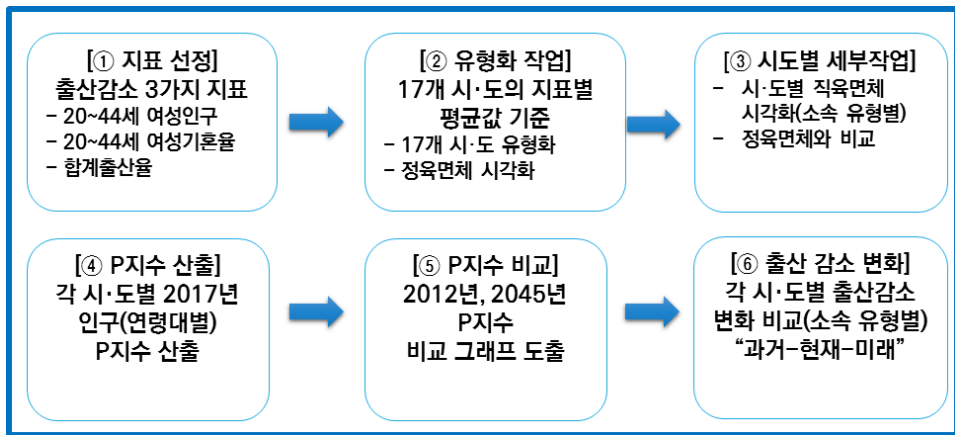 [① 지표 선정]
출산감소 3가지 지표
– 20~44세 여성인구
– 20~44세 여성기혼율
– 합계출산율
[② 유형화 작업]
17개 시·도의 지표별
평균값 기준
– 17개 시·도 유형화
– 정육면체 시각화
[③ 시도별 세부작업]
– 시·도별 직육면체
시각화(소속 유형별)
– 정육면체와 비교
[④ P지수 산출]
각 시·도별 2017년
인구(연령대별)
P지수 산출
[⑤ P지수 비교]
2012년, 2045년
P지수
비교 그래프 도출
[⑥ 출산 감소 변화]
각 시·도별 출산감소
변화 비교(소속 유형별)
“과거–현재–미래”